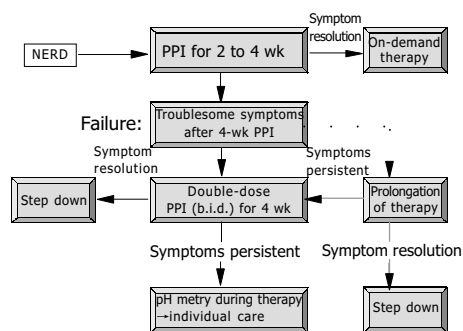 Symptom
resolution
NERD
PPI for 2 to 4 wk
On-demand
therapy
Failure:
Troublesome symptoms
after 4-wk PPI
Symptom
resolution
Symptoms
persistent
Step down
Double-dose
PPI (b.i.d.) for 4 wk
Prolongation
of therapy
Symptoms persistent
Symptom resolution
pH metry during therapy
→individual care
Step down